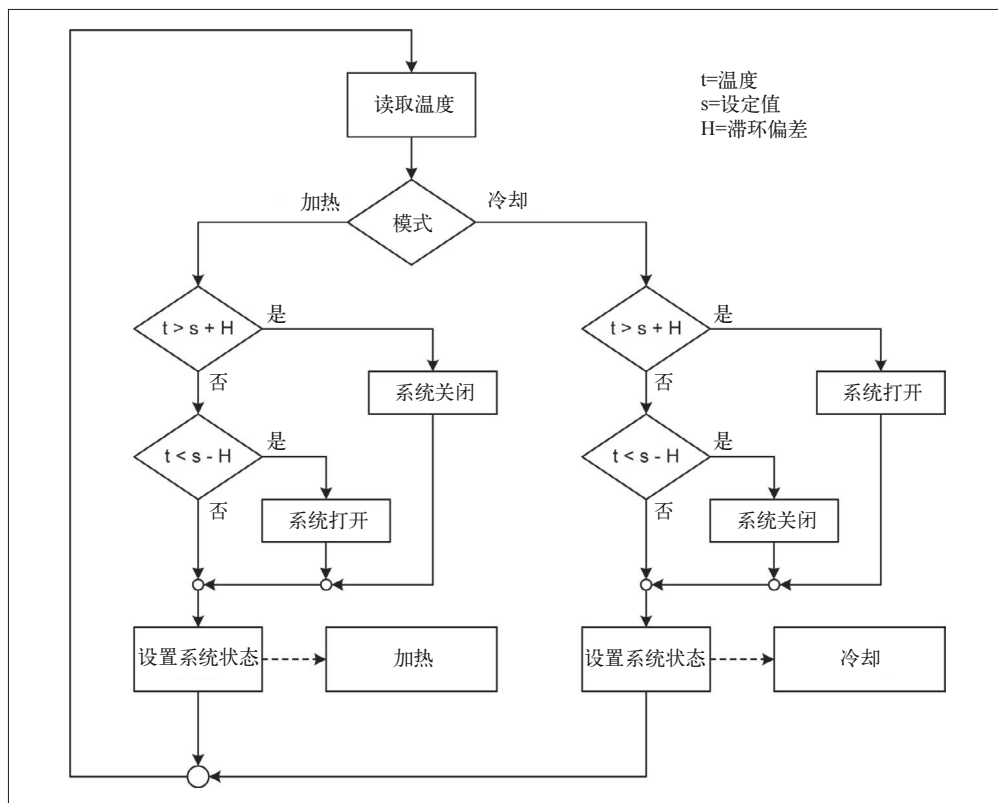 读取温度
t=温度
s=设定值
H=滞环偏差
加热
冷却
模式
t > s + H
是
t > s + H
是
否
系统关闭
否
系统打开
t < s - H
是
t < s - H
是
否
系统打开
否
系统关闭
设置系统状态
加热
设置系统状态
冷却